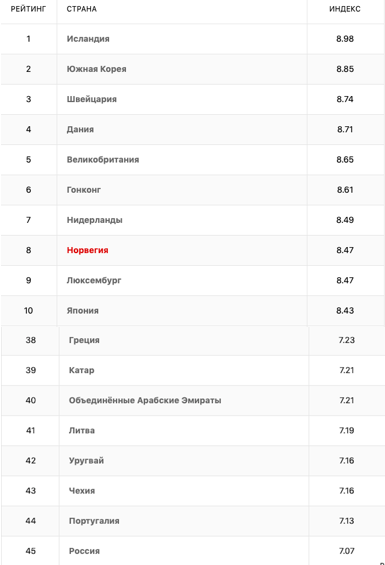 РЕЙТИНГ СТРАНА ИНДЕКС
1 Исландия 8.98
2 Южная Корея 8.85
3 Швейцария 8.74
4 Дания 8.71
5 Великобритания 8.65
6 Гонконг 8.61
7 Нидерланды 8.49
8 Норвегия 8.47
9 Люксембург 8.47
10 Япония 8.43
38 Греция 7.23
39 Катар 7.21
40 Объединённые Арабские Эмираты 7.21
41 Литва 7.19
42 Уругвай 7.16
43 Чехия 7.16
44 Португалия 7.13
45 Россия 7.07